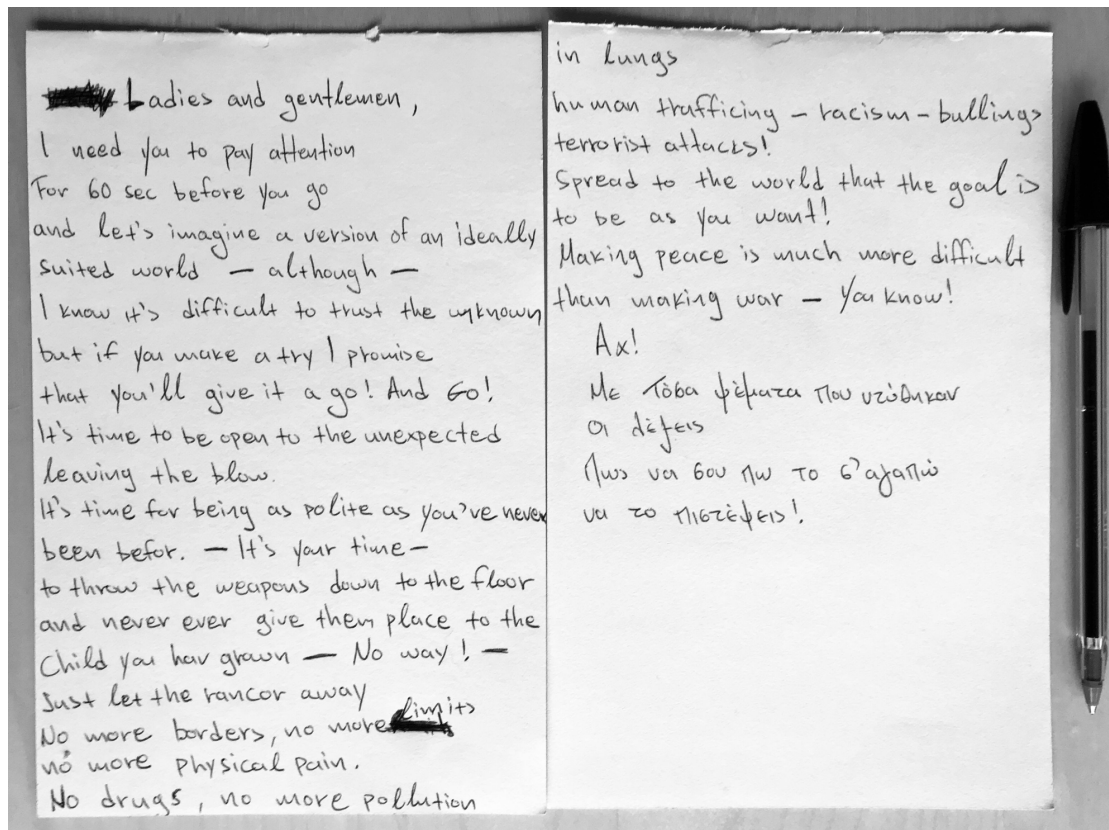 Ladies and gentlemen,
I need you to pay attention
For 60 sec before you go
and let's imagine a version of an ideally
suited world – although –
I know it's difficult to trust the unknown
but if you make a try I promise
that you'll give it a go! And Go!
It's time to be open to the unexpected
leaving the blow.
It's time for being as polite as you've never
been befor. – It's your time –
to throw the weapons down to the floor
and never ever give them place to the
child you hav grown – No way! –
Just let the rancor away
No more borders, no more limits
no more physical pain.
No drugs, no more pollution
in lungs
human trafficing – racism – bullings
terrorist attacks!
Spread to the world that the goal is
to be as you want!
Making peace is much more difficult
than making war – You know!
Αχ!
Με τόσα ψέματα που ντύθηκαν
οι λέξεις
Πως να σου πω το σ'αγαπώ
να το πιστέψεις!